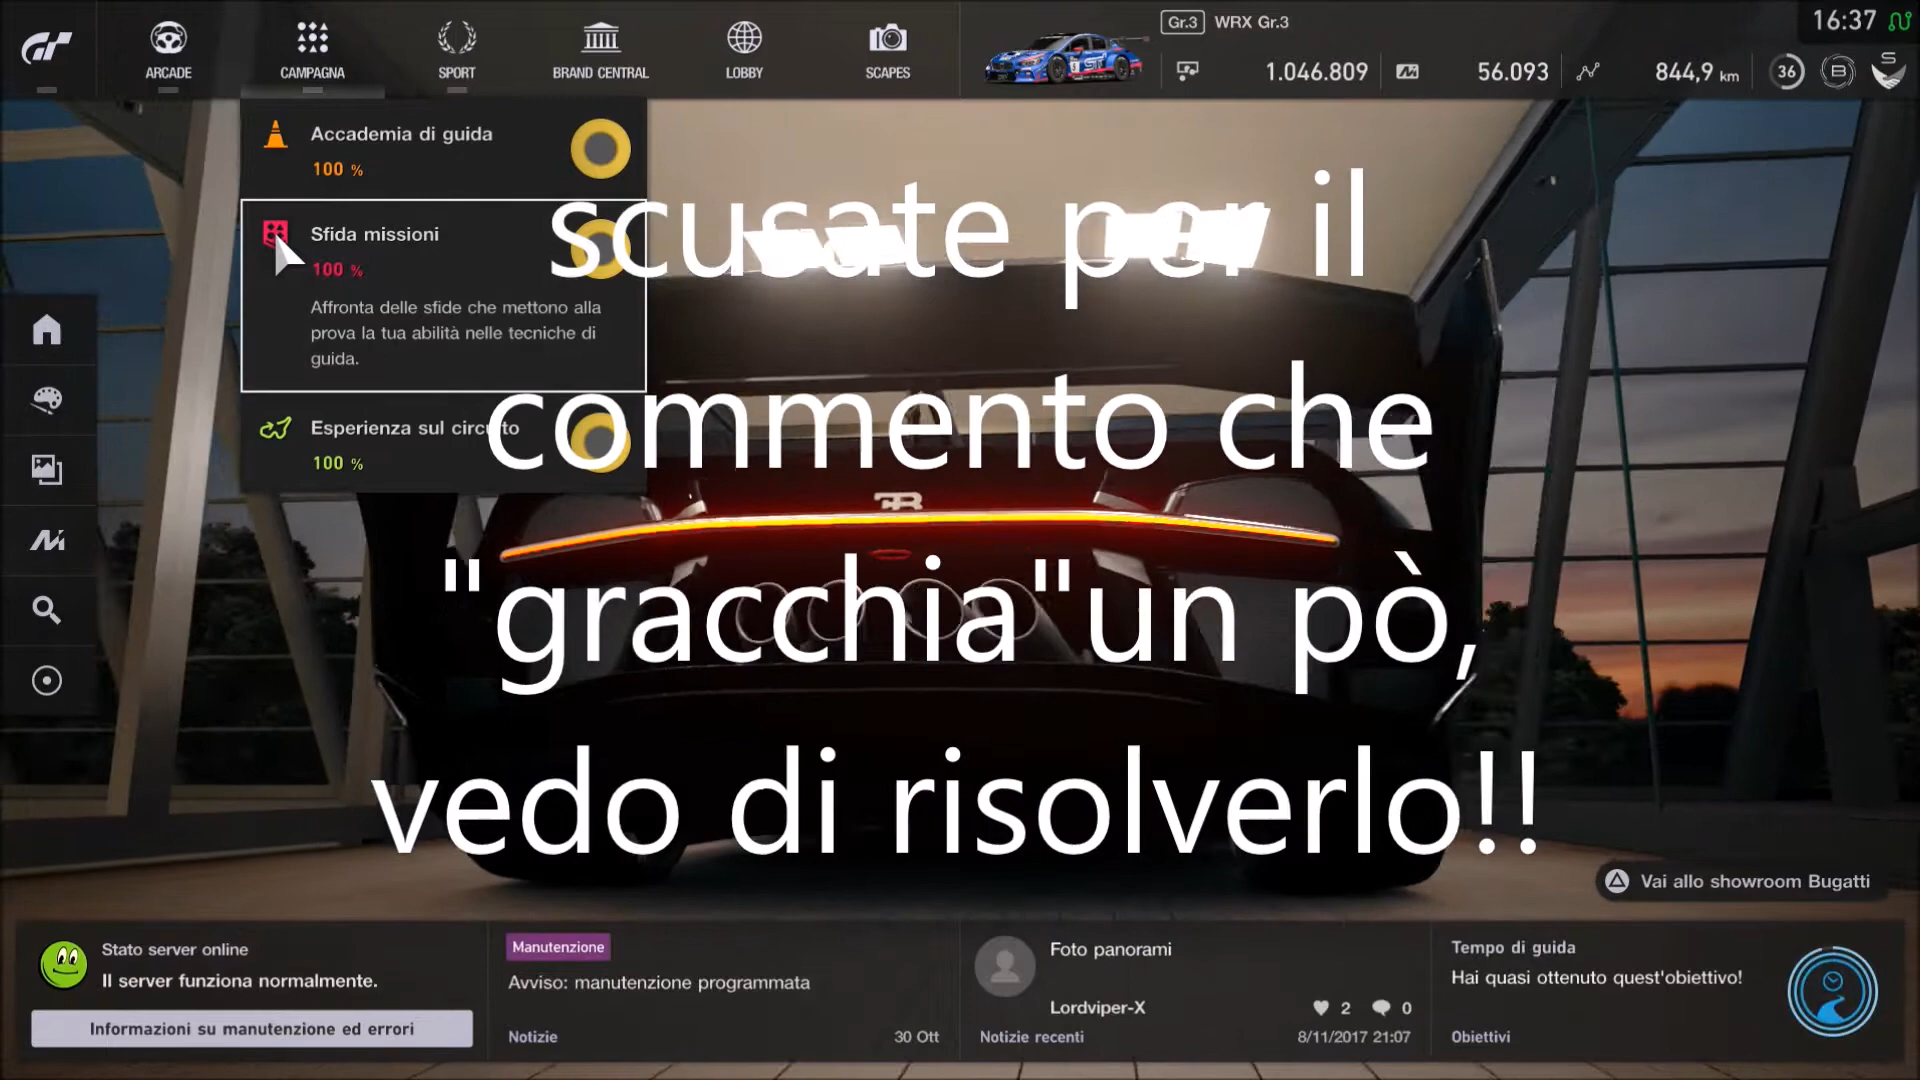 ARCADE
CAMPAGNA
SPORT
BRAND CENTRAL
LOBBY
SCAPES
Gr.3 WRX Gr.3
16:37
1.046.809
56.093
844,9 km
36
B
S
Accademia di guida
100 %
Sfida missioni
100 %
Affronta delle sfide che mettono alla
prova la tua abilità nelle tecniche di
guida.
Esperienza sul circuito
100 %
scusate per il
commento che
"gracchia"un pò,
vedo di risolverlo!!
Vai allo showroom Bugatti
Stato server online
Il server funziona normalmente.
Informazioni su manutenzione ed errori
Manutenzione
Avviso: manutenzione programmata
Notizie
30 Ott
Foto panorami
Lordviper-X
2
0
Notizie recenti
8/11/2017 21:07
Tempo di guida
Hai quasi ottenuto quest'obiettivo!
Obiettivi